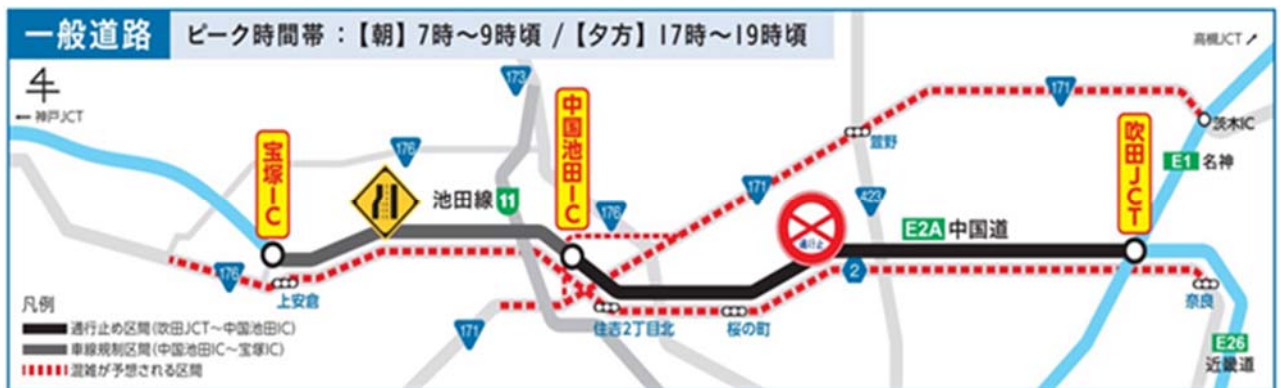 一般道路
ピーク時間帯：【朝】7時～9時頃 /【夕方】17時～19時頃
高槻JCT
← 神戸JCT
173
中国池田IC
171
吹田JCT
茨木IC
宝塚IC
176
萱野
E1 名神
171
池田線 11
176
423
通行止
E2A 中国道
176
上安倉
2
奈良
凡例
通行止め区間(吹田JCT～中国池田IC)
車線規制区間(中国池田IC～宝塚IC)
混雑が予想される区間
171
住吉2丁目北
桜の町
E26
近畿道